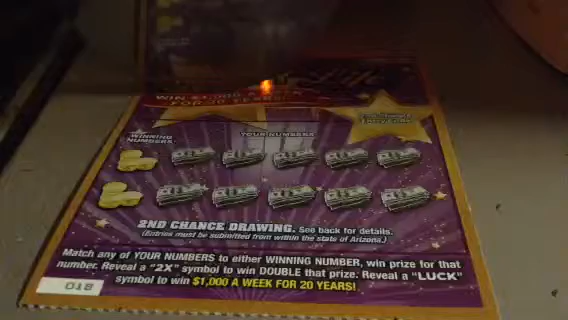 WIN $1,000 A WEEK
FOR 20 YEARS!
WINNING
NUMBERS
YOUR NUMBERS
2ND CHANCE DRAWING. See back for details.
(Entries must be submitted from within the state of Arizona.)
Match any of YOUR NUMBERS to either WINNING NUMBER, win prize for that
number. Reveal a "2X" symbol to win DOUBLE that prize. Reveal a "LUCK"
symbol to win $1,000 A WEEK FOR 20 YEARS!
BTO